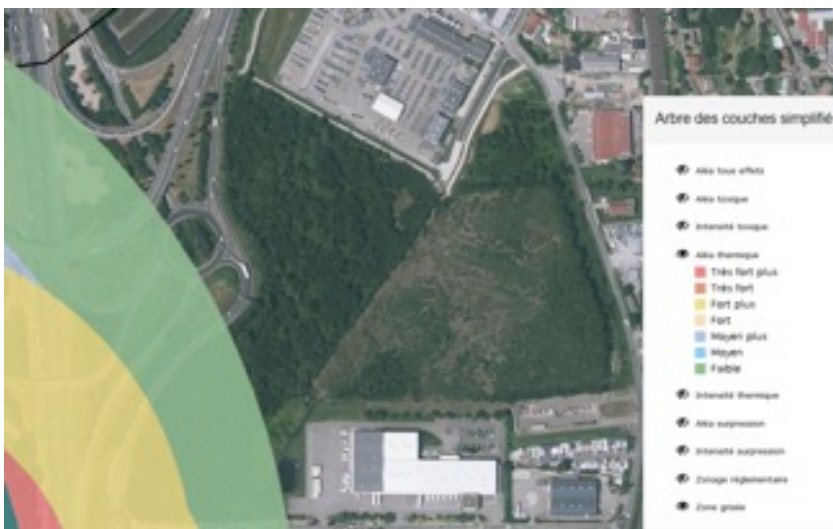 Arbre des couches simplifié
Aléa tous effets
Aléa toxique
Intensité toxique
Aléa thermique
Très fort plus
Très fort
Fort plus
Fort
Moyen plus
Moyen
Faible
Intensité thermique
Aléa surpression
Intensité surpression
Zonage réglementaire
Zone grisée